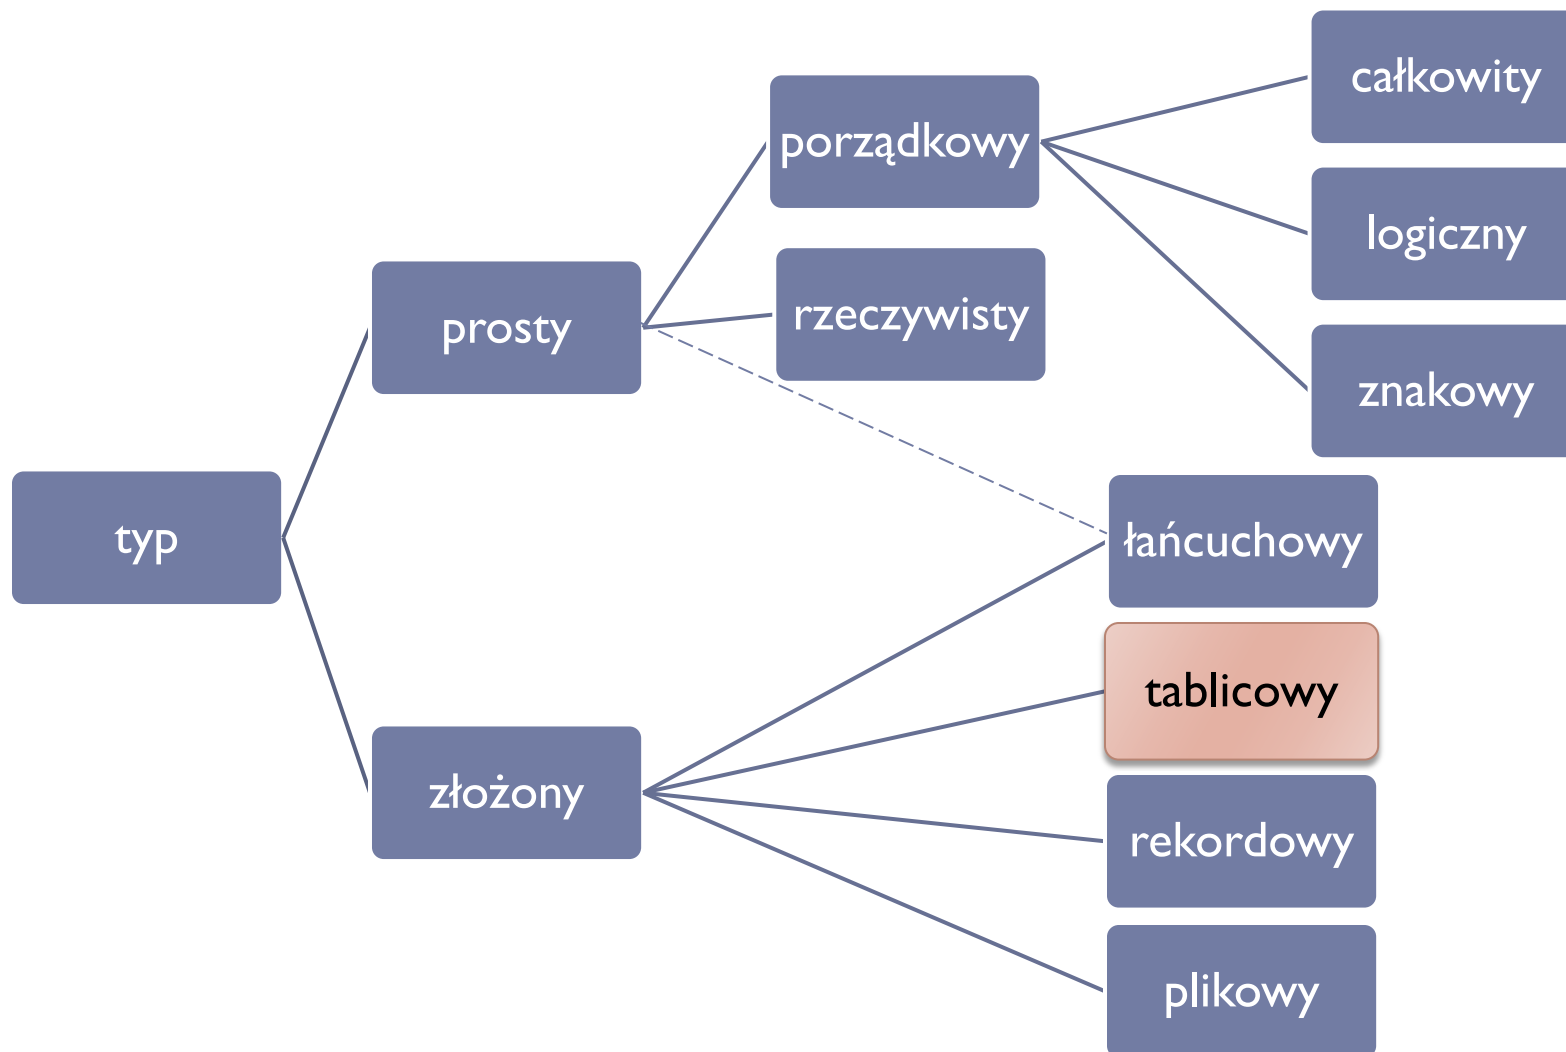 typ
prosty
porządkowy
całkowity
logiczny
znakowy
rzeczywisty
złożony
łańcuchowy
tablicowy
rekordowy
plikowy